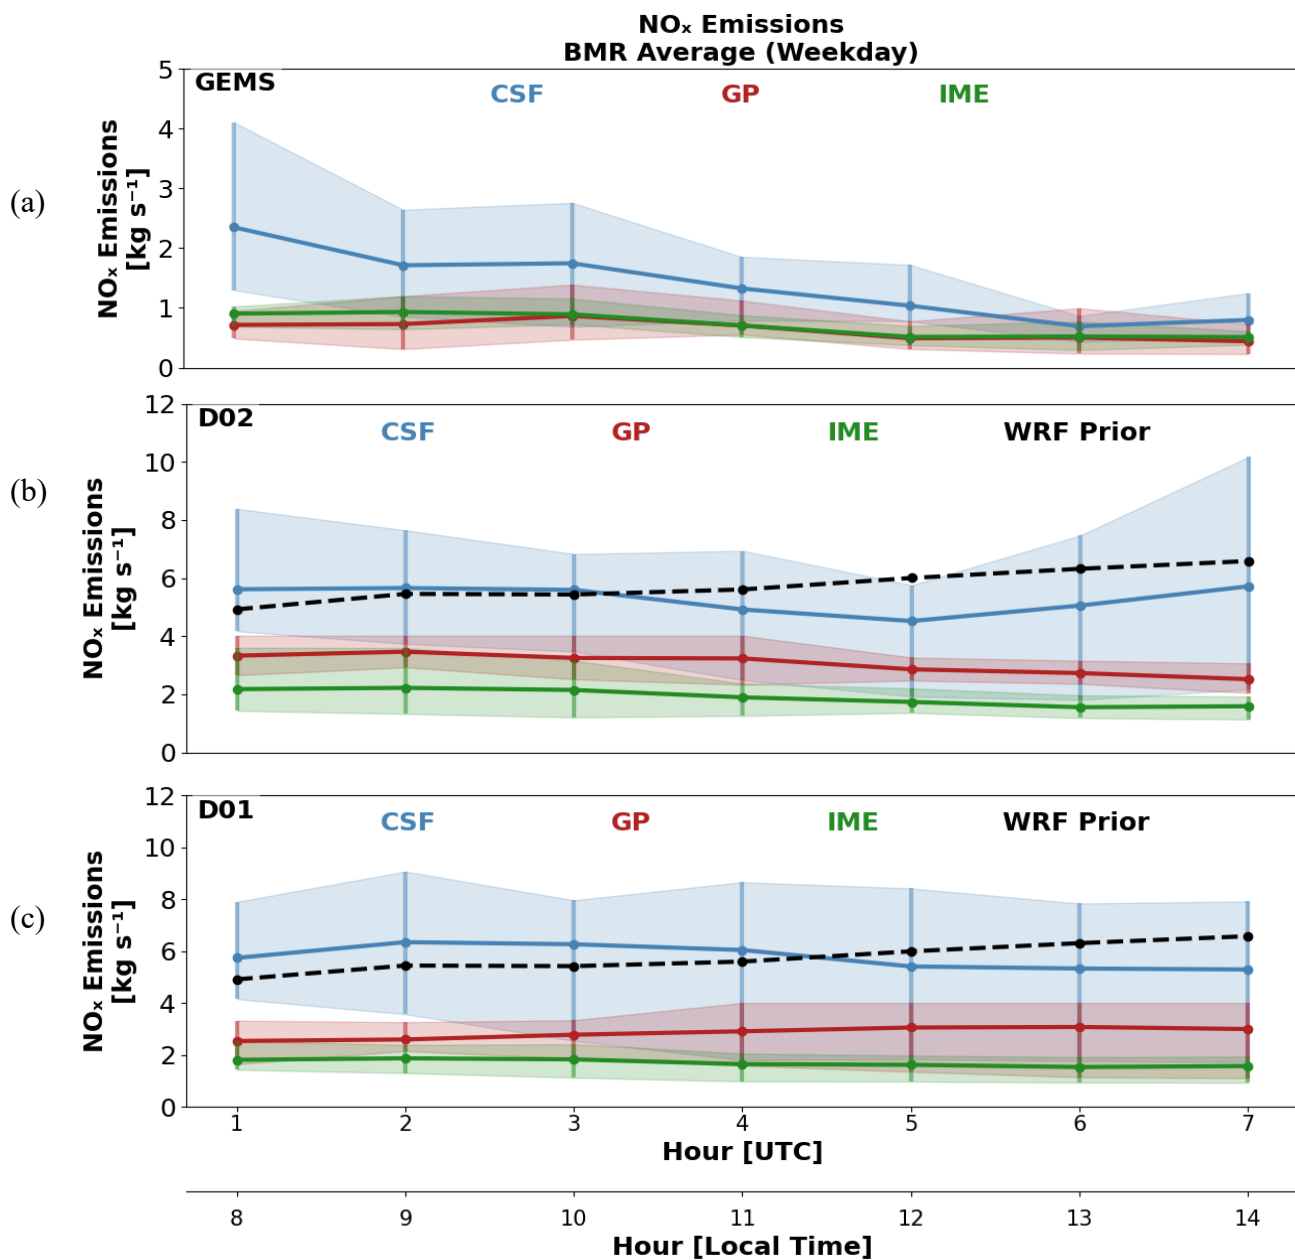 NOₓ Emissions
BMR Average (Weekday)
(a)
NOₓ Emissions
[kg s⁻¹]
GEMS
CSF GP IME
5
4
3
2
1
0
(b)
NOₓ Emissions
[kg s⁻¹]
D02
CSF GP IME WRF Prior
12
10
8
6
4
2
0
(c)
NOₓ Emissions
[kg s⁻¹]
D01
CSF GP IME WRF Prior
12
10
8
6
4
2
0
1 2 3 4 5 6 7
Hour [UTC]
8 9 10 11 12 13 14
Hour [Local Time]